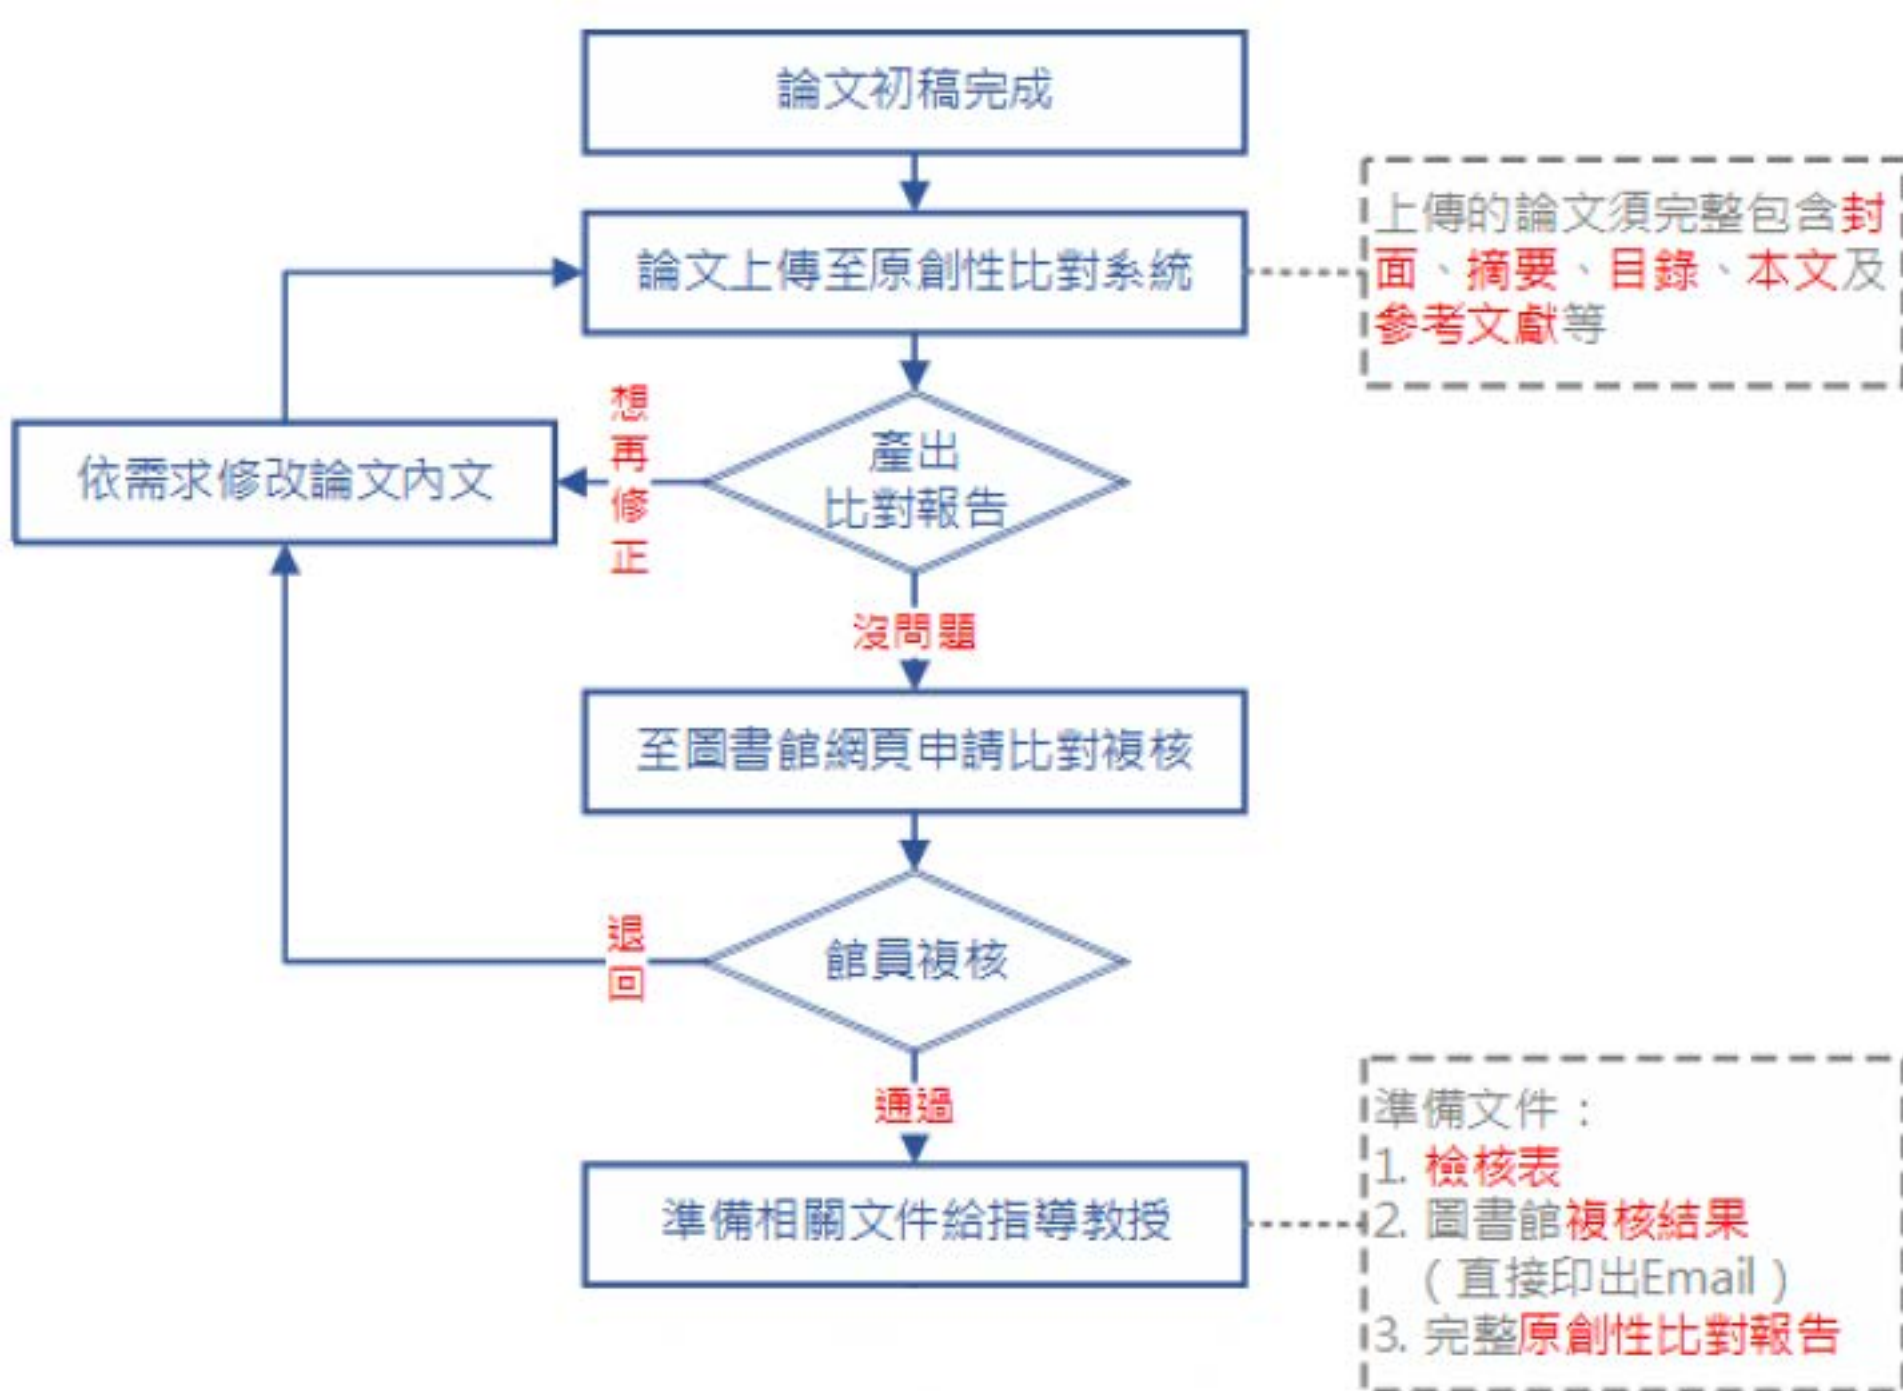 論文初稿完成
論文上傳至原創性比對系統
上傳的論文須完整包含封
面、摘要、目錄、本文及
參考文獻等
想再修正
依需求修改論文內文
產出
比對報告
沒問題
至圖書館網頁申請比對複核
退回
館員複核
通過
準備相關文件給指導教授
準備文件：
1. 檢核表
2. 圖書館複核結果
（直接印出Email）
3. 完整原創性比對報告